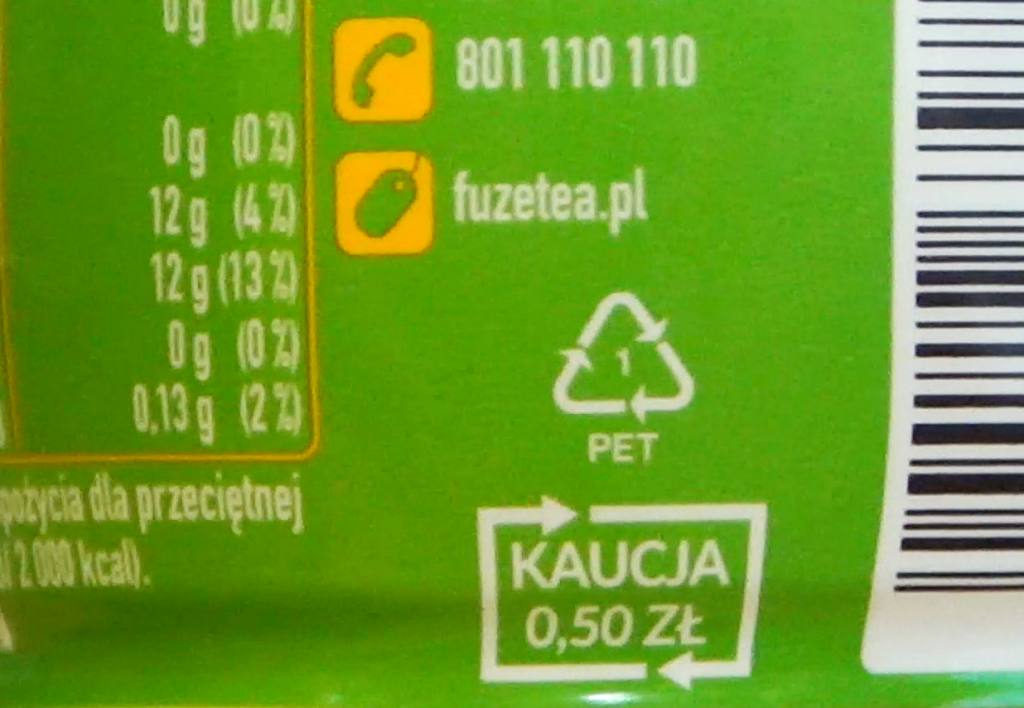 0 g (0 %)
0 g (0 %)
12 g (4 %)
12 g (13 %)
0 g (0 %)
0,13 g (2 %)
pożycia dla przeciętnej
2 000 kcal).
801 110 110
fuzetea.pl
1
PET
KAUCJA
0,50 ZŁ